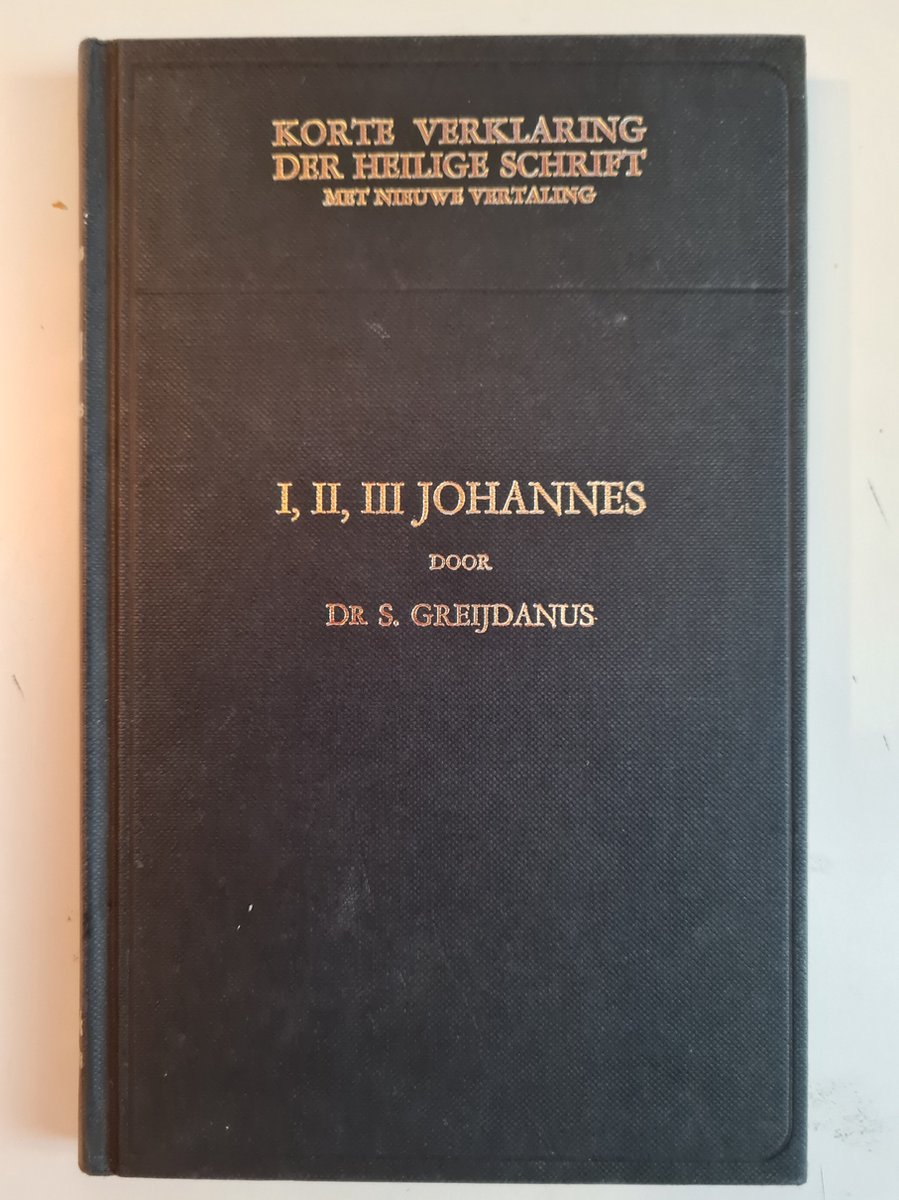 KORTE VERKLARING
DER HEILIGE SCHRIFT
MET NIEUWE VERTALING
I, II, III JOHANNES
DOOR
DR S. GREIJDANUS